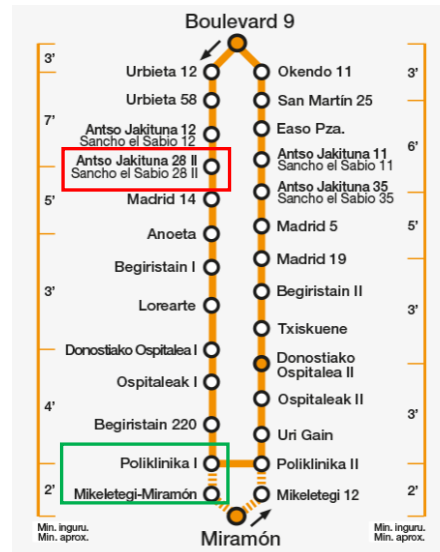 Boulevard 9
3'
Urbieta 12
Okendo 11
3'
Urbieta 58
San Martín 25
7'
Antso Jakituna 12
Sancho el Sabio 12
Easo Pza.
6'
Antso Jakituna 28 II
Sancho el Sabio 28 II
Antso Jakituna 11
Sancho el Sabio 11
5'
Madrid 14
Antso Jakituna 35
Sancho el Sabio 35
Anoeta
Madrid 5
5'
Begiristain I
Madrid 19
3'
Lorearte
Begiristain II
3'
Txiskuene
Donostiako Ospitalea I
Donostiako
Ospitalea II
4'
Ospitaleak I
Ospitaleak II
3'
Begiristain 220
Uri Gain
Poliklinika I
Poliklinika II
2'
Mikeletegi-Miramón
Mikeletegi 12
2'
Min. inguru.
Min. aprox.
Miramón
Min. inguru.
Min. aprox.